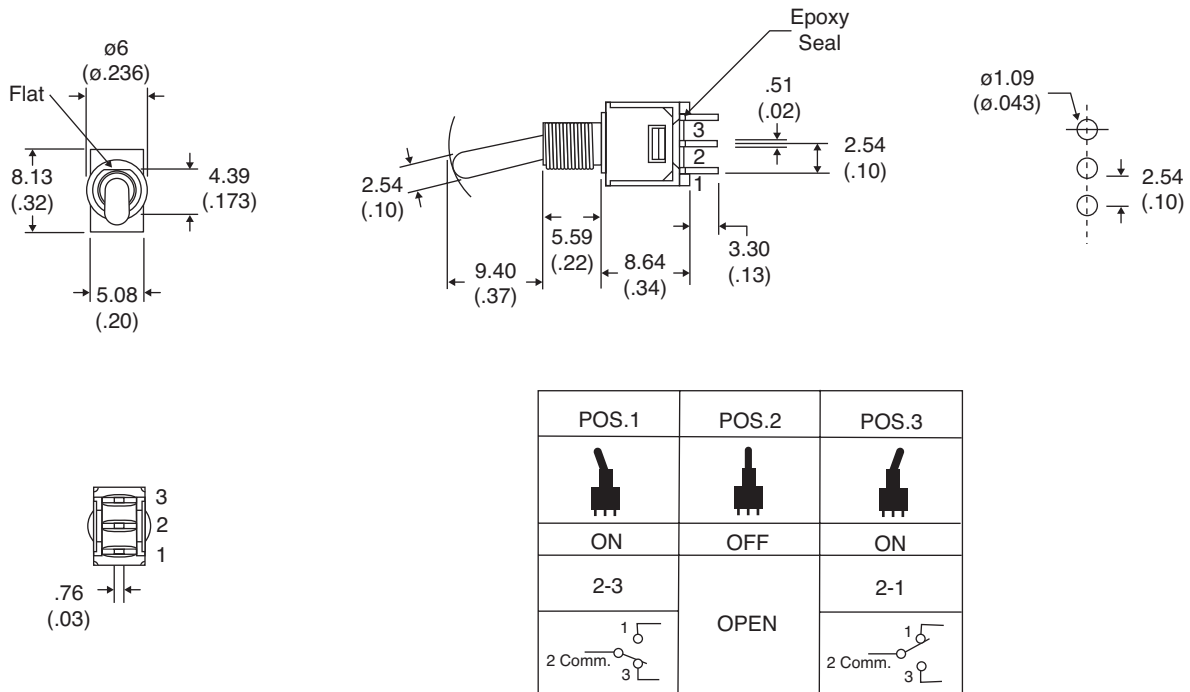 ø6
(ø.236)
Flat
8.13
(.32)
4.39
(.173)
5.08
(.20)
Epoxy
Seal
.51
(.02)
3
2
1
2.54
(.10)
2.54
(.10)
5.59
(.22)
8.64
(.34)
3.30
(.13)
9.40
(.37)
ø1.09
(ø.043)
2.54
(.10)
3
2
1
.76
(.03)
POS.1 POS.2 POS.3
ON OFF ON
2-3 OPEN 2-1
1
2 Comm.
3
1
2 Comm.
3